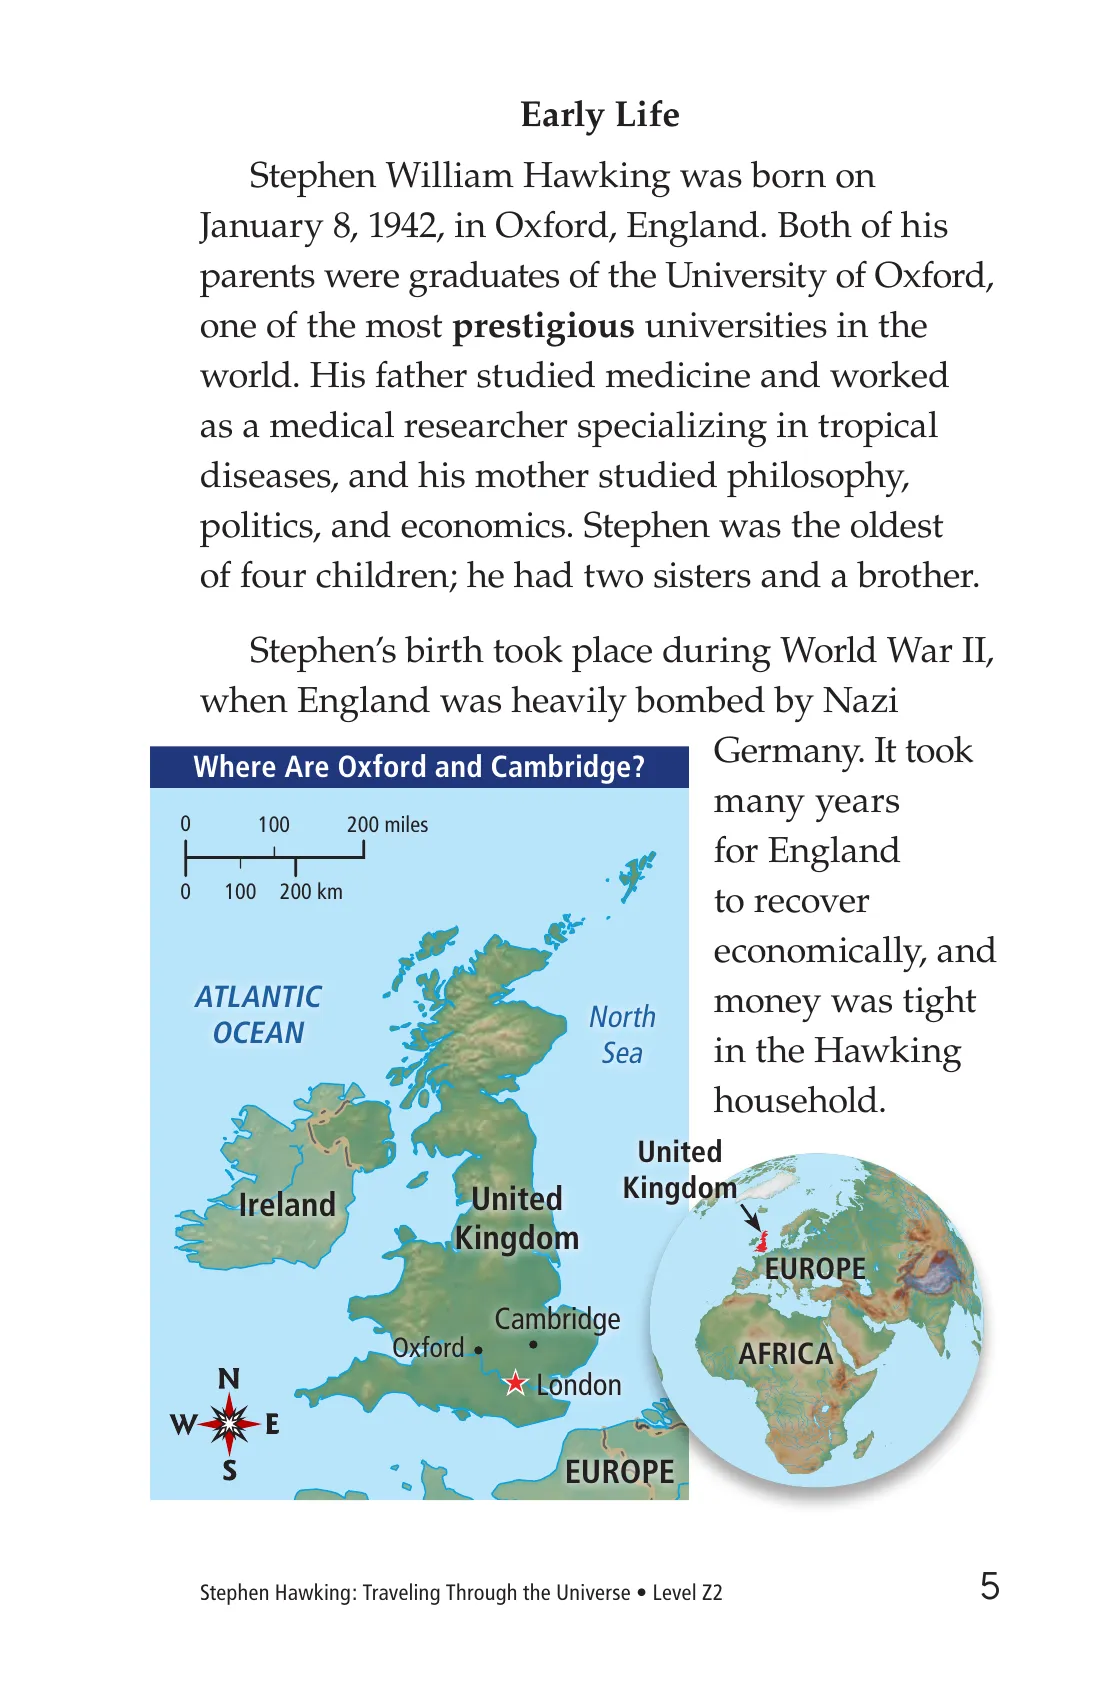 Early Life
Stephen William Hawking was born on
January 8, 1942, in Oxford, England. Both of his
parents were graduates of the University of Oxford,
one of the most prestigious universities in the
world. His father studied medicine and worked
as a medical researcher specializing in tropical
diseases, and his mother studied philosophy,
politics, and economics. Stephen was the oldest
of four children; he had two sisters and a brother.
Stephen’s birth took place during World War II,
when England was heavily bombed by Nazi
Germany. It took
many years
for England
to recover
economically, and
money was tight
in the Hawking
household.
Where Are Oxford and Cambridge?
0 100 200 miles
0 100 200 km
ATLANTIC
OCEAN
North
Sea
Ireland
United
Kingdom
Cambridge
Oxford
London
N
W E
S
EUROPE
United
Kingdom
EUROPE
AFRICA
Stephen Hawking: Traveling Through the Universe • Level Z2
5